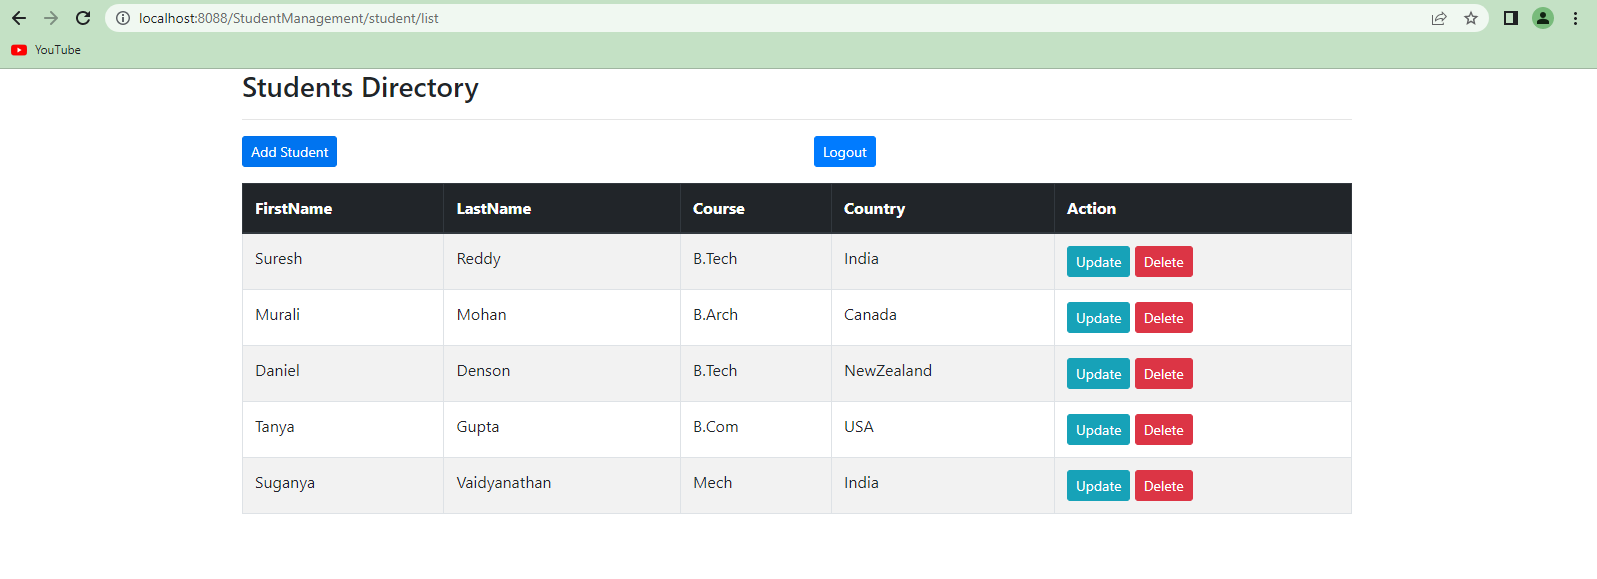 localhost:8088/StudentManagement/student/list
YouTube
Students Directory
Add Student Logout
FirstName LastName Course Country Action
Suresh Reddy B.Tech India Update Delete
Murali Mohan B.Arch Canada Update Delete
Daniel Denson B.Tech NewZealand Update Delete
Tanya Gupta B.Com USA Update Delete
Suganya Vaidyanathan Mech India Update Delete